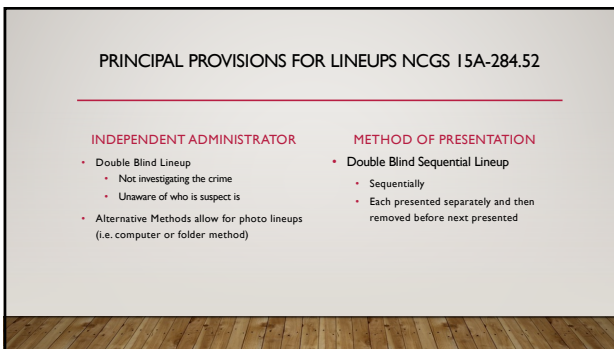 PRINCIPAL PROVISIONS FOR LINEUPS NCGS 15A-284.52
INDEPENDENT ADMINISTRATOR
• Double Blind Lineup
• Not investigating the crime
• Unaware of who is suspect is
• Alternative Methods allow for photo lineups
(i.e. computer or folder method)
METHOD OF PRESENTATION
• Double Blind Sequential Lineup
• Sequentially
• Each presented separately and then
removed before next presented